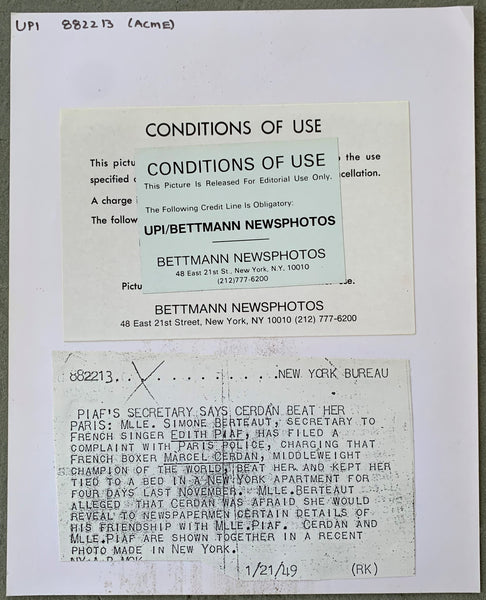 UPI 882213 (ACME)
CONDITIONS OF USE
This pictu
o the use
specified
ncellation.
A charge i
The follow
Pictu
use.
BETTMANN NEWSPHOTOS
48 East 21st Street, New York, NY 10010 (212) 777-6200
CONDITIONS OF USE
This Picture Is Released For Editorial Use Only.
The Following Credit Line Is Obligatory:
UPI/BETTMANN NEWSPHOTOS
BETTMANN NEWSPHOTOS
48 East 21st St., New York, N.Y. 10010
(212)777-6200
882213...............NEW YORK BUREAU
PIAF'S SECRETARY SAYS CERDAN BEAT HER
PARIS: MLLE. SIMONE BERTEAUT, SECRETARY TO
FRENCH SINGER EDITH PIAF, HAS FILED A
COMPLAINT WITH PARIS POLICE, CHARGING THAT
FRENCH BOXER MARCEL CERDAN, MIDDLEWEIGHT
CHAMPION OF THE WORLD, BEAT HER AND KEPT HER
TIED TO A BED IN A NEW YORK APARTMENT FOR
FOUR DAYS LAST NOVEMBER. MLLE.BERTEAUT
ALLEGED THAT CERDAN WAS AFRAID SHE WOULD
REVEAL TO NEWSPAPERMEN CERTAIN DETAILS OF
HIS FRIENDSHIP WITH MLLE.PIAF. CERDAN AND
MLLE.PIAF ARE SHOWN TOGETHER IN A RECENT
PHOTO MADE IN NEW YORK.
1/21/49 (RK)